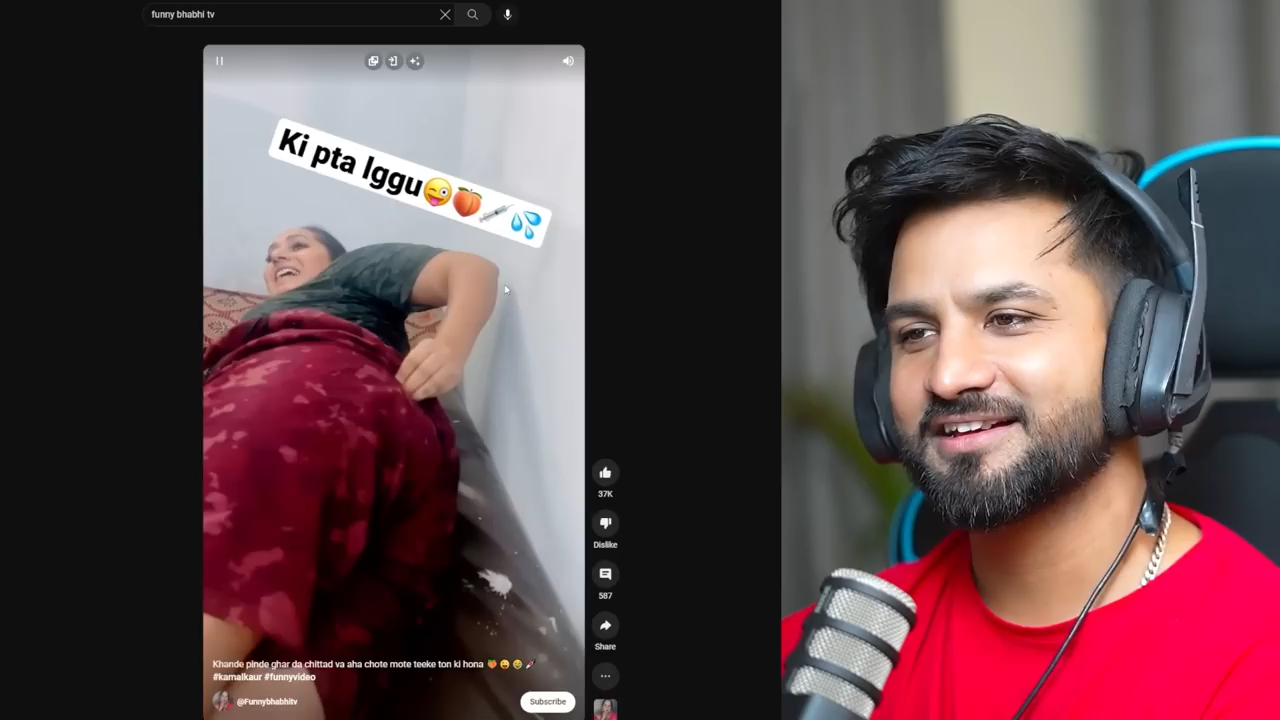 funny bhabhi tv
Ki pta lggu😜🍑💉💦
37K
Dislike
587
Share
Khande pinde ghar da chittad va aha chote mote teeke ton ki hona 🍑
#kamalkaur #funnyvideo
@Funnybhabhitv
Subscribe